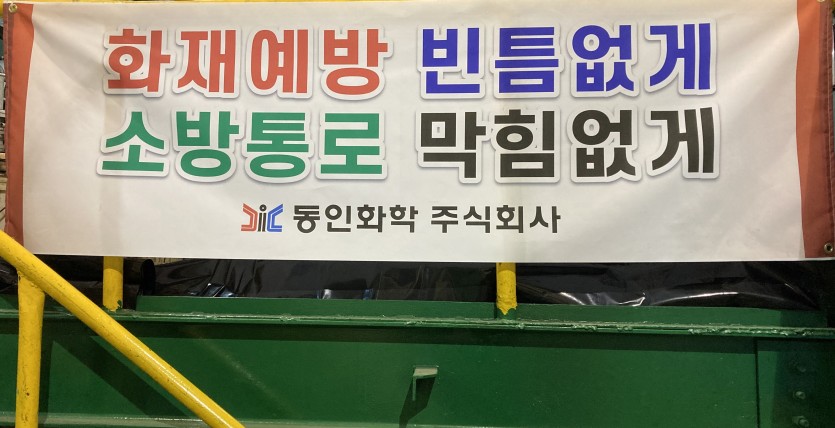 화재예방 빈틈없게
소방통로 막힘없게
dic 동인화학 주식회사